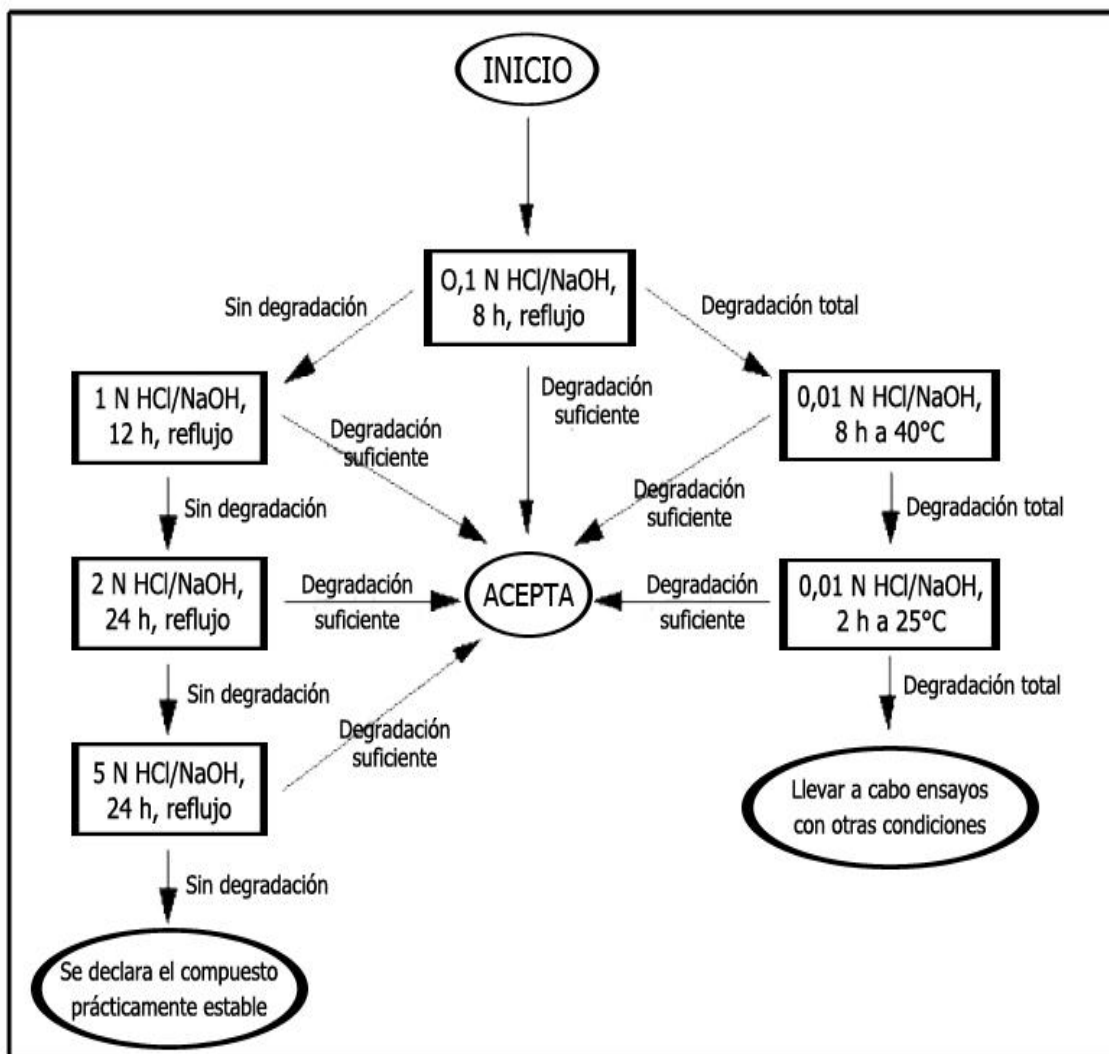 INICIO
O,1 N HCl/NaOH,
8 h, reflujo
Sin degradación
Degradación total
Degradación
suficiente
1 N HCl/NaOH,
12 h, reflujo
Degradación
suficiente
0,01 N HCl/NaOH,
8 h a 40°C
Degradación
suficiente
Sin degradación
Degradación total
2 N HCl/NaOH,
24 h, reflujo
Degradación
suficiente
ACEPTA
Degradación
suficiente
0,01 N HCl/NaOH,
2 h a 25°C
Sin degradación
Degradación total
5 N HCl/NaOH,
24 h, reflujo
Degradación
suficiente
Llevar a cabo ensayos
con otras condiciones
Sin degradación
Se declara el compuesto
prácticamente estable